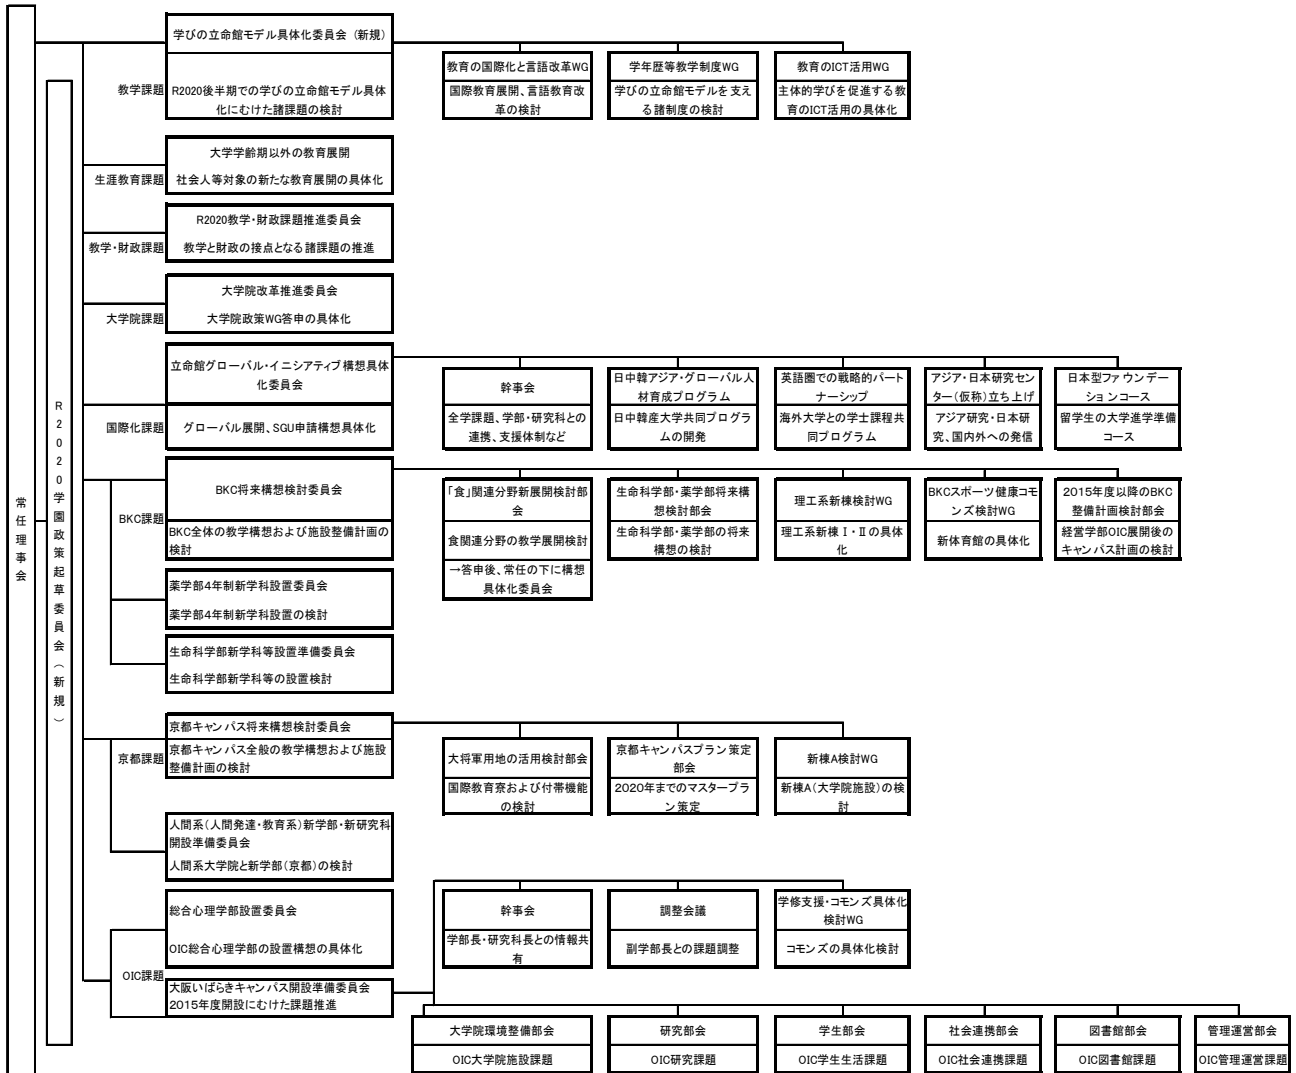 常任理事会
R2020学園政策起草委員会（新規）
教学課題
学びの立命館モデル具体化委員会（新規）
R2020後半期での学びの立命館モデル具体
化にむけた諸課題の検討
教育の国際化と言語改革WG
国際教育展開、言語教育改
革の検討
学年歴等教学制度WG
学びの立命館モデルを支え
る諸制度の検討
教育のICT活用WG
主体的学びを促進する教
育のICT活用の具体化
生涯教育課題
大学学齢期以外の教育展開
社会人等対象の新たな教育展開の具体化
教学・財政課題
R2020教学・財政課題推進委員会
教学と財政の接点となる諸課題の推進
大学院課題
大学院改革推進委員会
大学院政策WG答申の具体化
国際化課題
立命館グローバル・イニシアティブ構想具体
化委員会
グローバル展開、SGU申請構想具体化
幹事会
全学課題、学部・研究科との
連携、支援体制など
日中韓アジア・グローバル人
材育成プログラム
日中韓産大学共同プログラ
ムの開発
英語圏での戦略的パート
ナーシップ
海外大学との学士課程共
同プログラム
アジア・日本研究セン
ター（仮称）立ち上げ
アジア研究・日本研
究、国内外への発信
日本型ファウンデー
ションコース
留学生の大学進学準備
コース
BKC課題
BKC将来構想検討委員会
BKC全体の教学構想および施設整備計画の
検討
「食」関連分野新展開検討部
会
食関連分野の教学展開検討
→答申後、常任の下に構想
具体化委員会
生命科学部・薬学部将来構
想検討部会
生命科学部・薬学部の将来
構想の検討
理工系新棟検討WG
理工系新棟Ⅰ・Ⅱの具体
化
BKCスポーツ健康コモ
ンズ検討WG
新体育館の具体化
2015年度以降のBKC
整備計画検討部会
経営学部OIC展開後の
キャンパス計画の検討
薬学部4年制新学科設置委員会
薬学部4年制新学科設置の検討
生命科学部新学科等設置準備委員会
生命科学部新学科等の設置検討
京都課題
京都キャンパス将来構想検討委員会
京都キャンパス全般の教学構想および施設
整備計画の検討
大将軍用地の活用検討部会
国際教育寮および付帯機能
の検討
京都キャンパスプラン策定
部会
2020年までのマスタープラ
ン策定
新棟A検討WG
新棟A（大学院施設）の検
討
人間系（人間発達・教育系）新学部・新研究科
開設準備委員会
人間系大学院と新学部（京都）の検討
OIC課題
総合心理学部設置委員会
OIC総合心理学部の設置構想の具体化
幹事会
学部長・研究科長との情報共
有
調整会議
副学部長との課題調整
学修支援・コモンズ具体化
検討WG
コモンズの具体化検討
大阪いばらきキャンパス開設準備委員会
2015年度開設にむけた課題推進
大学院環境整備部会
OIC大学院施設課題
研究部会
OIC研究課題
学生部会
OIC学生生活課題
社会連携部会
OIC社会連携課題
図書館部会
OIC図書館課題
管理運営部会
OIC管理運営課題